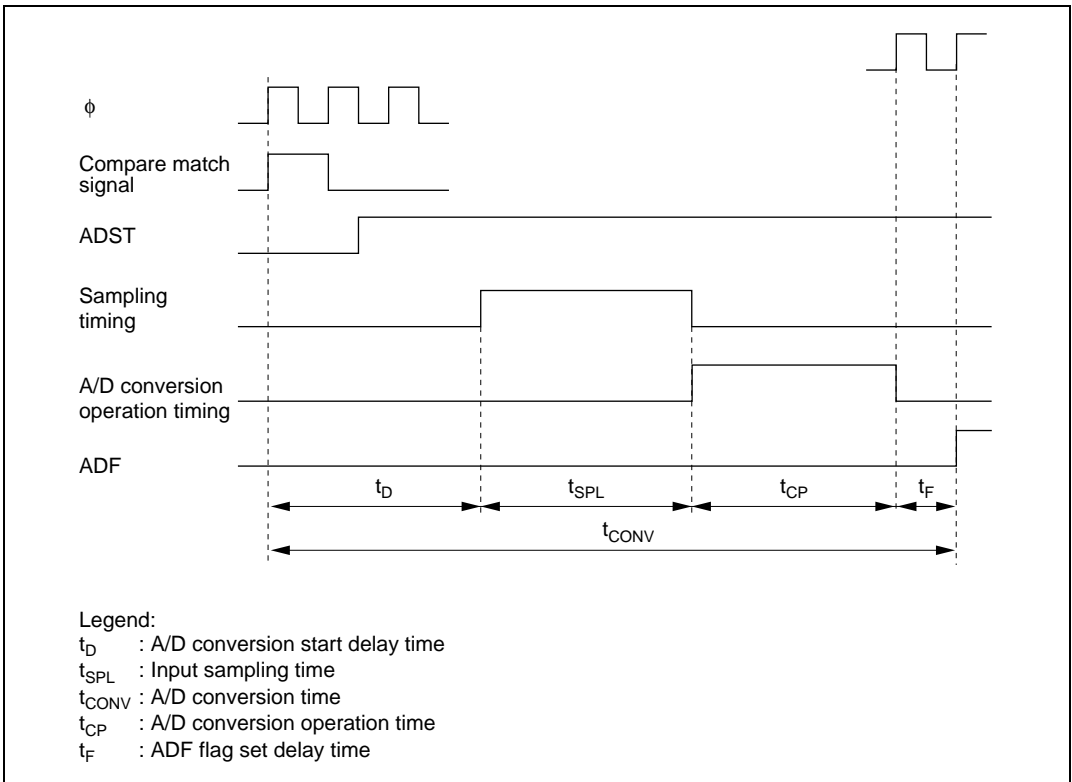 ϕ
Compare match
signal
ADST
Sampling
timing
A/D conversion
operation timing
ADF
tD tSPL tCP tF
tCONV
Legend:
tD : A/D conversion start delay time
tSPL : Input sampling time
tCONV : A/D conversion time
tCP : A/D conversion operation time
tF : ADF flag set delay time